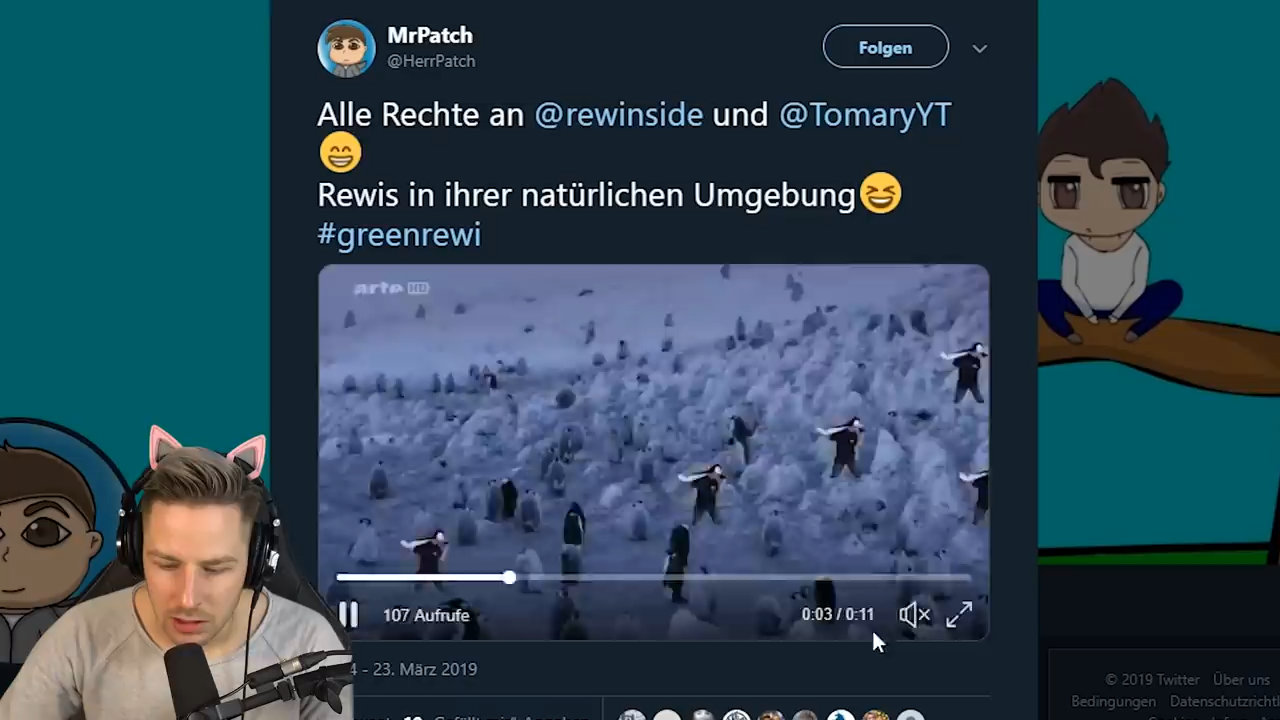 MrPatch
@HerrPatch
Folgen
Alle Rechte an @rewinside und @TomaryYT
😁
Rewis in ihrer natürlichen Umgebung😆
#greenrewi
arte HD
107 Aufrufe
0:03 / 0:11
4 - 23. März 2019
© 2019 Twitter Über uns
Bedingungen